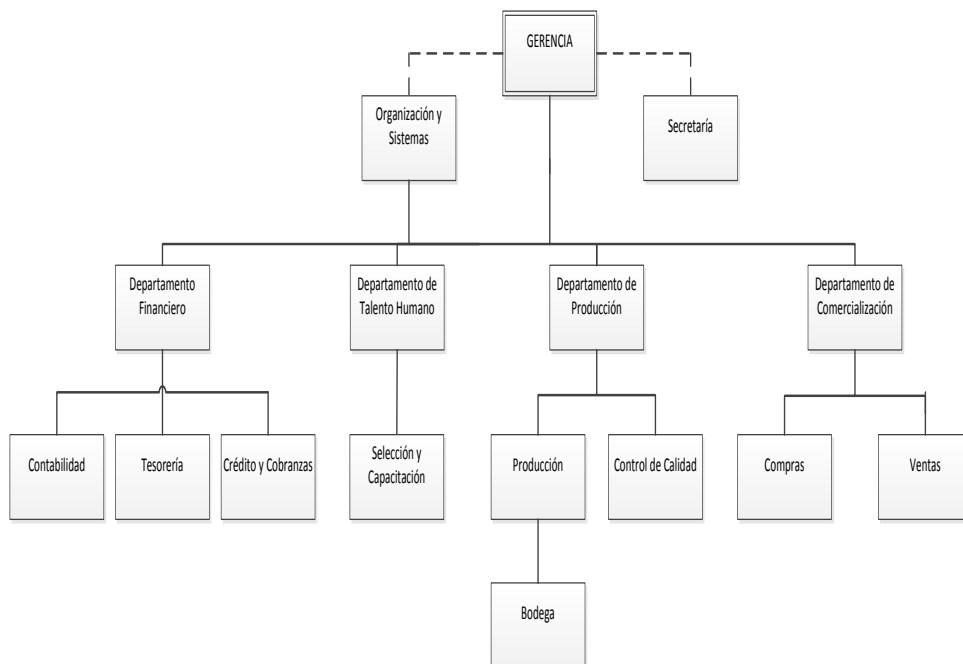 GERENCIA
Organización y
Sistemas
Secretaría
Departamento
Financiero
Departamento de
Talento Humano
Departamento de
Producción
Departamento de
Comercialización
Contabilidad
Tesorería
Crédito y Cobranzas
Selección y
Capacitación
Producción
Control de Calidad
Compras
Ventas
Bodega